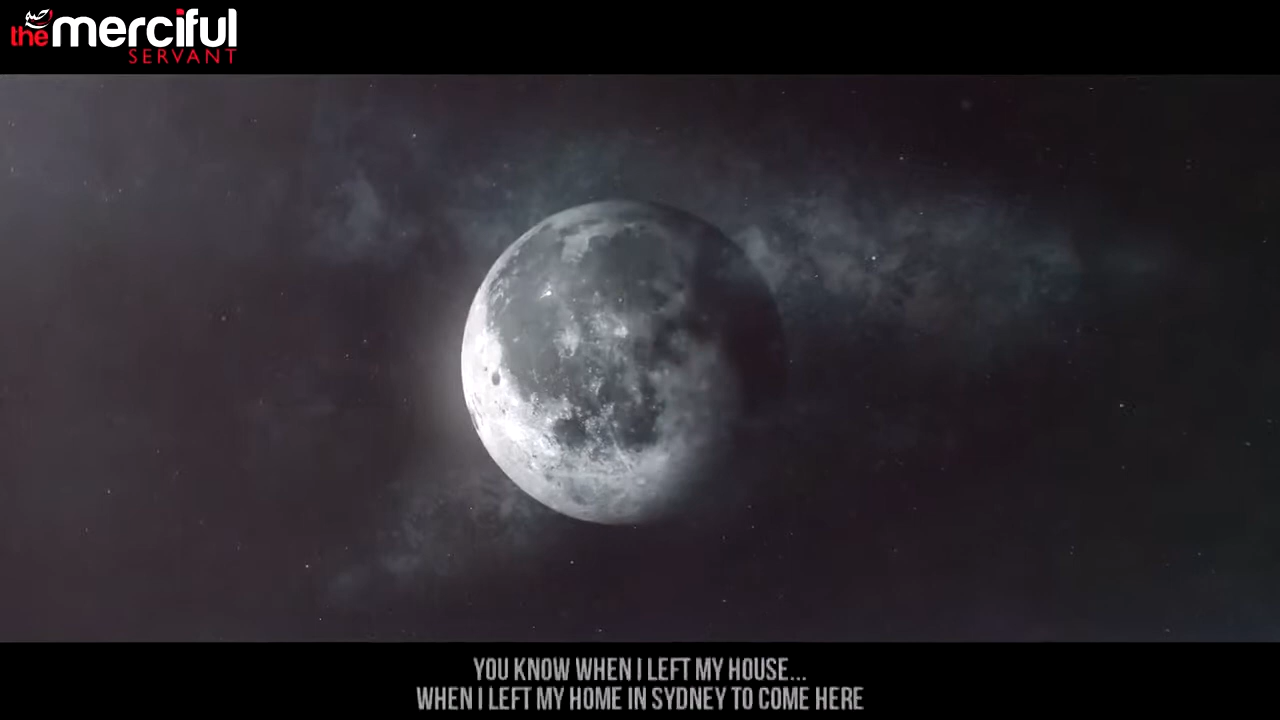 the merciful
SERVANT
YOU KNOW WHEN I LEFT MY HOUSE...
WHEN I LEFT MY HOME IN SYDNEY TO COME HERE